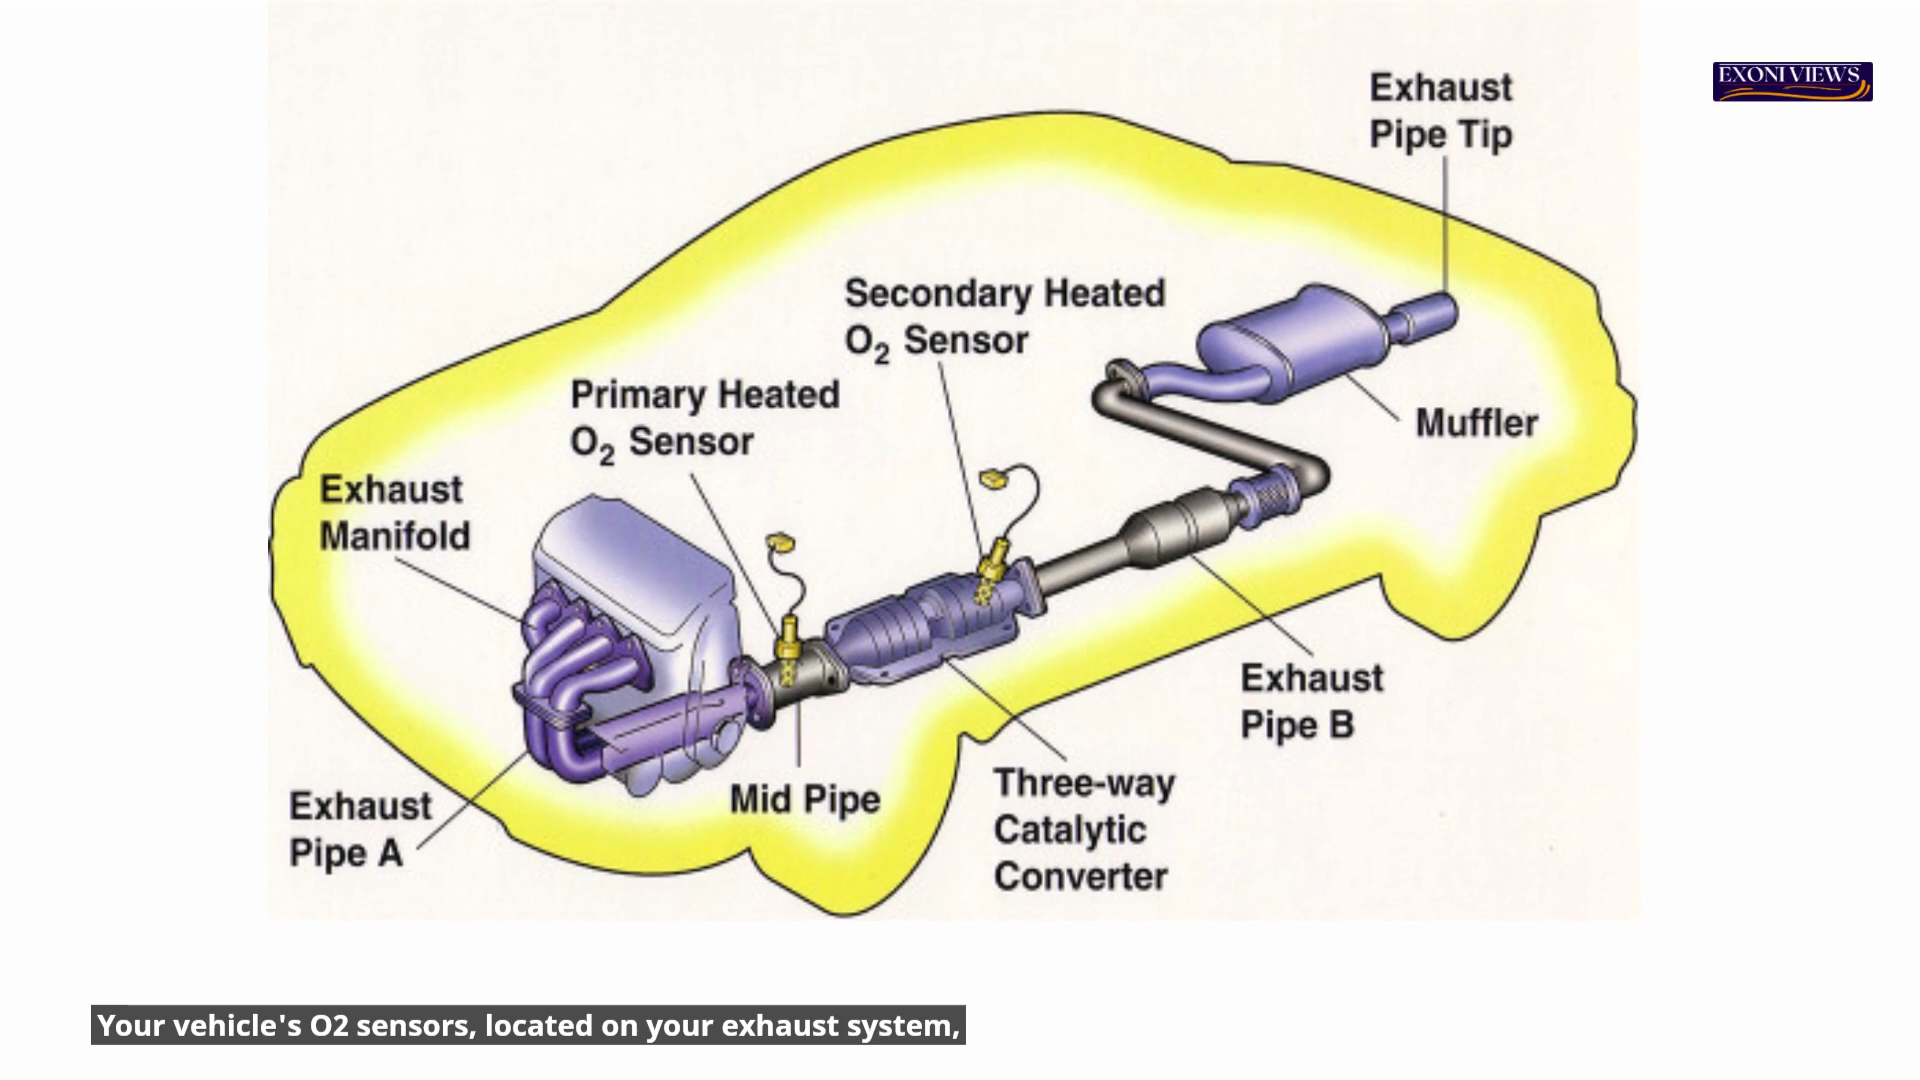 EXONI VIEWS
Exhaust
Pipe Tip
Secondary Heated
O2 Sensor
Primary Heated
O2 Sensor
Muffler
Exhaust
Manifold
Exhaust
Pipe B
Mid Pipe
Three-way
Catalytic
Converter
Exhaust
Pipe A
Your vehicle's O2 sensors, located on your exhaust system,